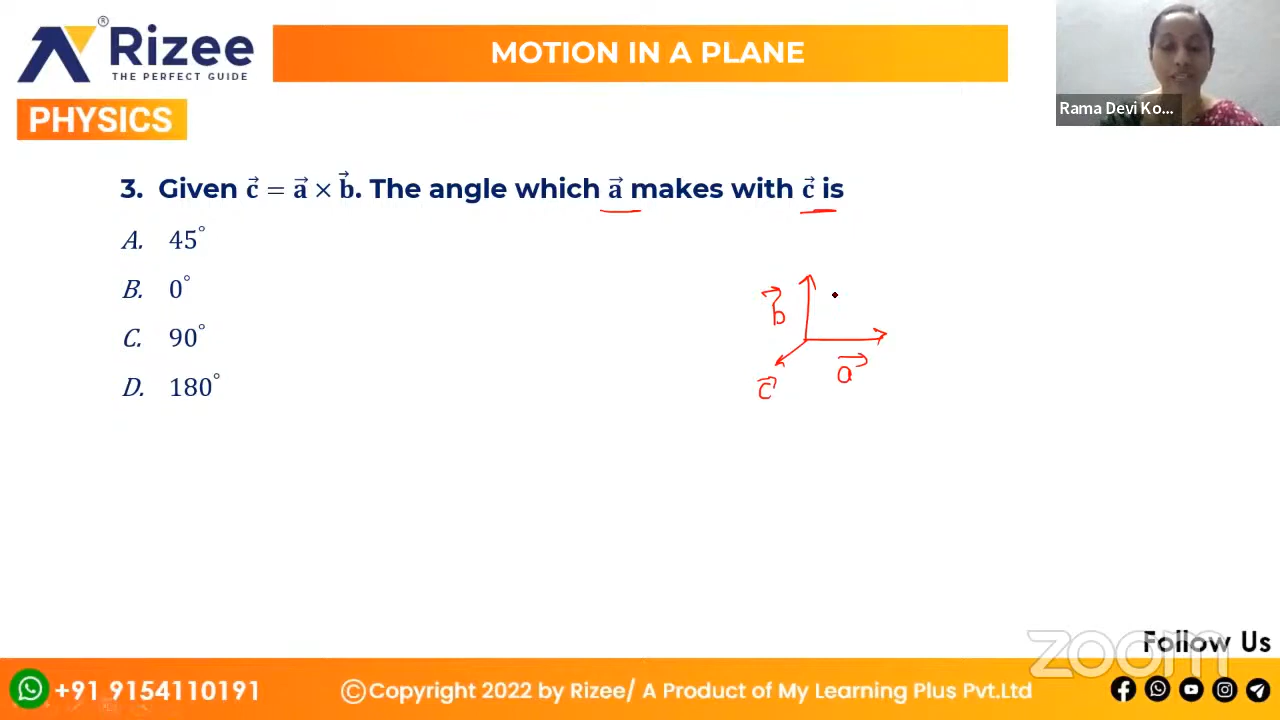 Rizee®
THE PERFECT GUIDE
MOTION IN A PLANE
PHYSICS
Rama Devi Ko...
3. Given c⃗ = a⃗ × b⃗. The angle which a⃗ makes with c⃗ is
A. 45°
B. 0°
C. 90°
D. 180°
b⃗
a⃗
c⃗
zoom
Follow Us
+91 9154110191
©Copyright 2022 by Rizee/ A Product of My Learning Plus Pvt.Ltd